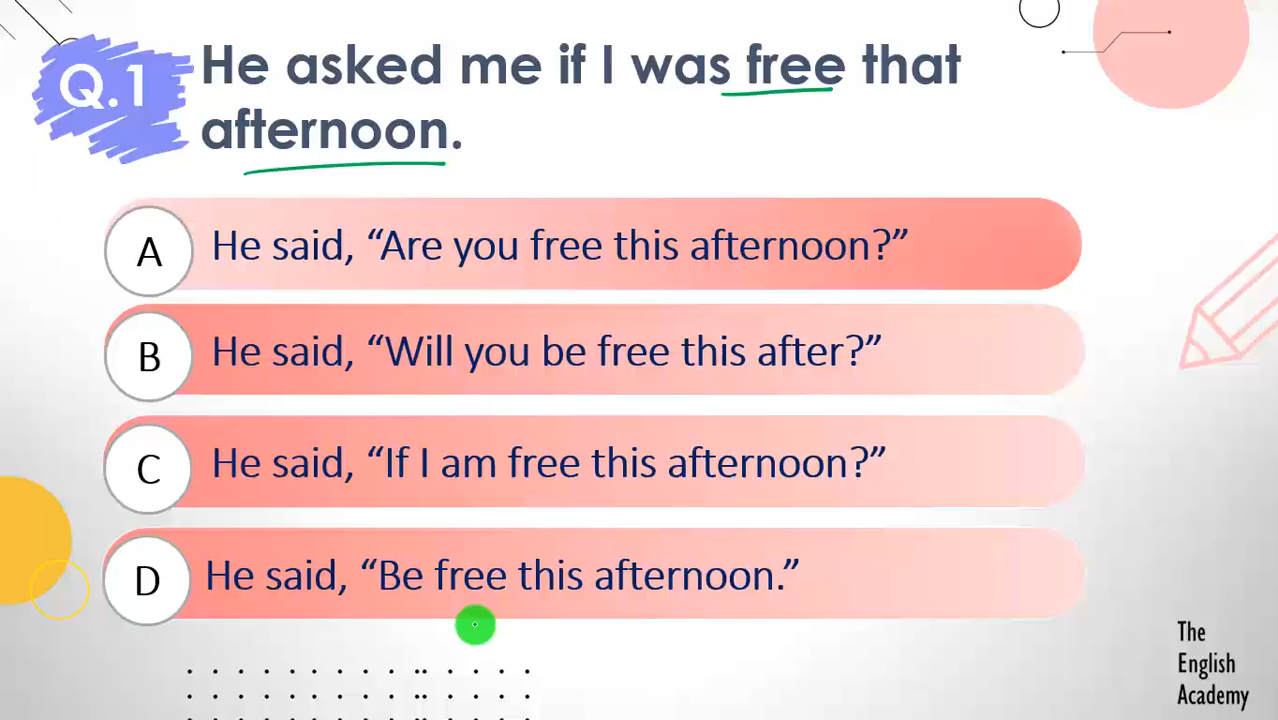 Q.1
He asked me if I was free that
afternoon.
A
He said, “Are you free this afternoon?”
B
He said, “Will you be free this after?”
C
He said, “If I am free this afternoon?”
D
He said, “Be free this afternoon.”
The
English
Academy